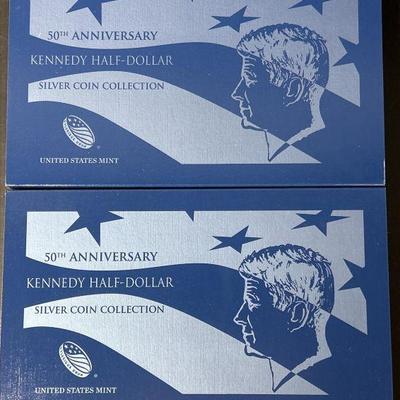 50TH ANNIVERSARY
KENNEDY HALF-DOLLAR
SILVER COIN COLLECTION
UNITED STATES MINT
50TH ANNIVERSARY
KENNEDY HALF-DOLLAR
SILVER COIN COLLECTION
UNITED STATES MINT